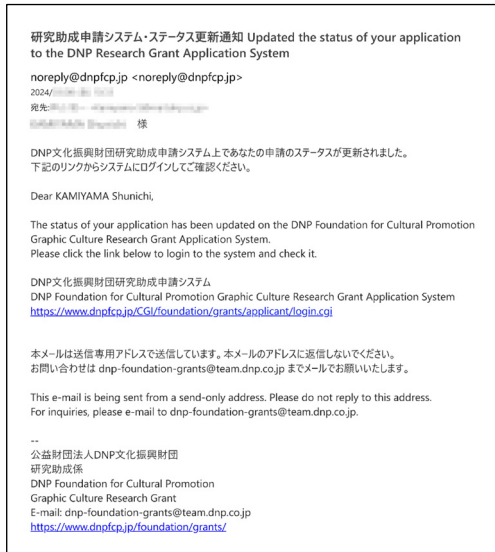 研究助成申請システム・ステータス更新通知 Updated the status of your application
to the DNP Research Grant Application System
noreply@dnpfcp.jp <noreply@dnpfcp.jp>
2024/
宛先:
様
DNP文化振興財団研究助成申請システム上であなたの申請のステータスが更新されました。
下記のリンクからシステムにログインしてご確認ください。
Dear KAMIYAMA Shunichi,
The status of your application has been updated on the DNP Foundation for Cultural Promotion
Graphic Culture Research Grant Application System.
Please click the link below to login to the system and check it.
DNP文化振興財団研究助成申請システム
DNP Foundation for Cultural Promotion Graphic Culture Research Grant Application System
https://www.dnpfcp.jp/CGI/foundation/grants/applicant/login.cgi
本メールは送信専用アドレスで送信しています。本メールのアドレスに返信しないでください。
お問い合わせは dnp-foundation-grants@team.dnp.co.jp までメールでお願いいたします。
This e-mail is being sent from a send-only address. Please do not reply to this address.
For inquiries, please e-mail to dnp-foundation-grants@team.dnp.co.jp.
--
公益財団法人DNP文化振興財団
研究助成係
DNP Foundation for Cultural Promotion
Graphic Culture Research Grant
E-mail: dnp-foundation-grants@team.dnp.co.jp
https://www.dnpfcp.jp/foundation/grants/